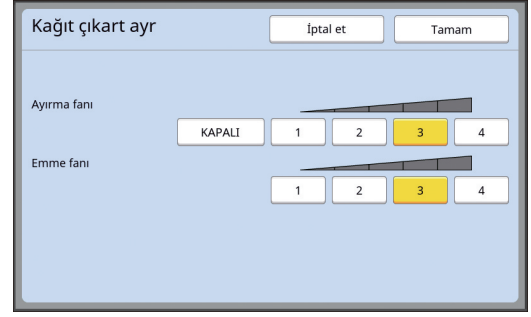 Kağıt çıkart ayr İptal et Tamam
Ayırma fanı
KAPALI 1 2 3 4
Emme fanı
1 2 3 4